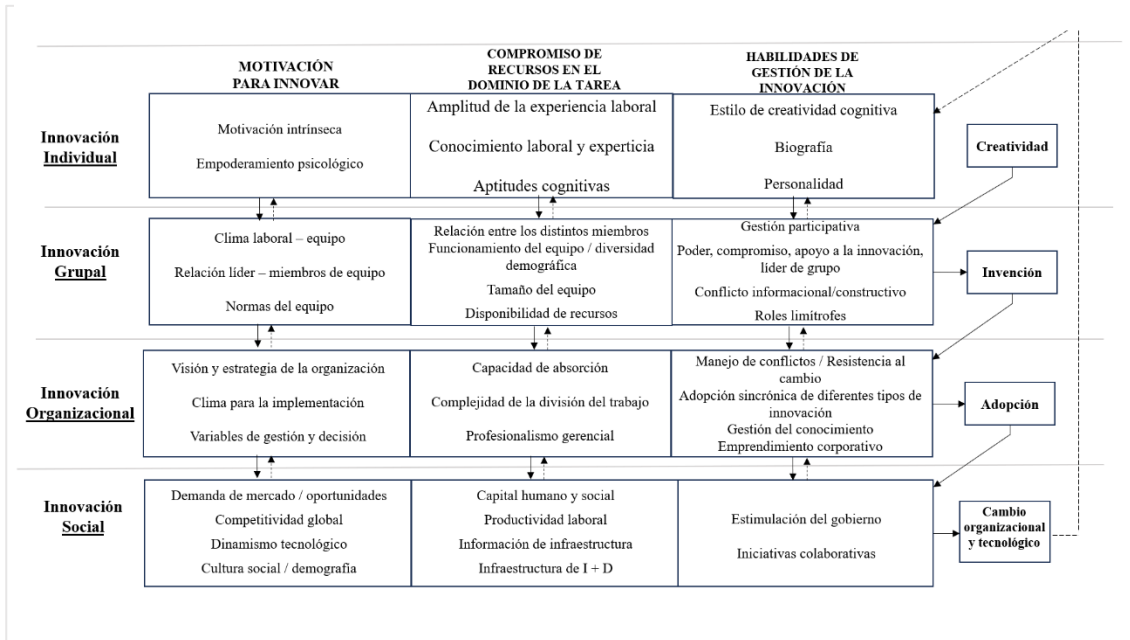 MOTIVACIÓN
PARA INNOVAR
COMPROMISO DE
RECURSOS EN EL
DOMINIO DE LA TAREA
HABILIDADES DE
GESTIÓN DE LA
INNOVACIÓN
Innovación
Individual
Motivación intrínseca
Empoderamiento psicológico
Amplitud de la experiencia laboral
Conocimiento laboral y experticia
Aptitudes cognitivas
Estilo de creatividad cognitiva
Biografía
Personalidad
Creatividad
Innovación
Grupal
Clima laboral – equipo
Relación líder – miembros de equipo
Normas del equipo
Relación entre los distintos miembros
Funcionamiento del equipo / diversidad
demográfica
Tamaño del equipo
Disponibilidad de recursos
Gestión participativa
Poder, compromiso, apoyo a la innovación,
líder de grupo
Conflicto informacional/constructivo
Roles limítrofes
Invención
Innovación
Organizacional
Visión y estrategia de la organización
Clima para la implementación
Variables de gestión y decisión
Capacidad de absorción
Complejidad de la división del trabajo
Profesionalismo gerencial
Manejo de conflictos / Resistencia al
cambio
Adopción sincrónica de diferentes tipos de
innovación
Gestión del conocimiento
Emprendimiento corporativo
Adopción
Innovación
Social
Demanda de mercado / oportunidades
Competitividad global
Dinamismo tecnológico
Cultura social / demografía
Capital humano y social
Productividad laboral
Información de infraestructura
Infraestructura de I + D
Estimulación del gobierno
Iniciativas colaborativas
Cambio
organizacional
y tecnológico